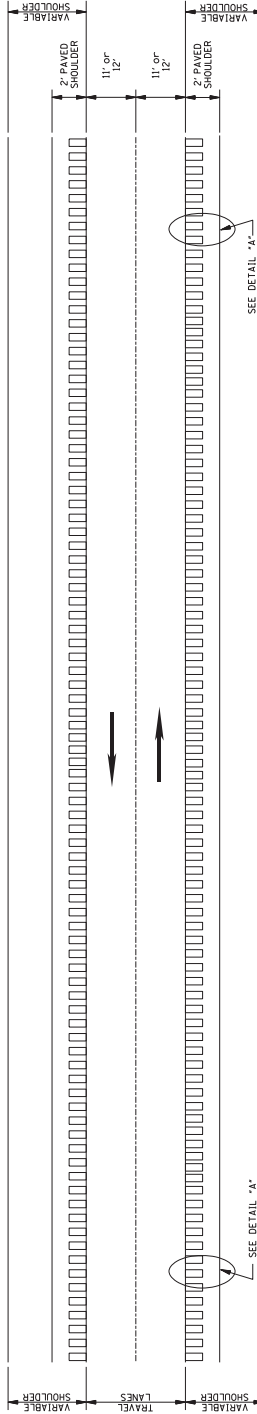 VARIABLE
SHOULDER
2' PAVED
SHOULDER
11' or
12'
11' or
12'
2' PAVED
SHOULDER
VARIABLE
SHOULDER
SEE DETAIL "A"
SEE DETAIL "A"
VARIABLE
SHOULDER
TRAVEL
LANES
VARIABLE
SHOULDER